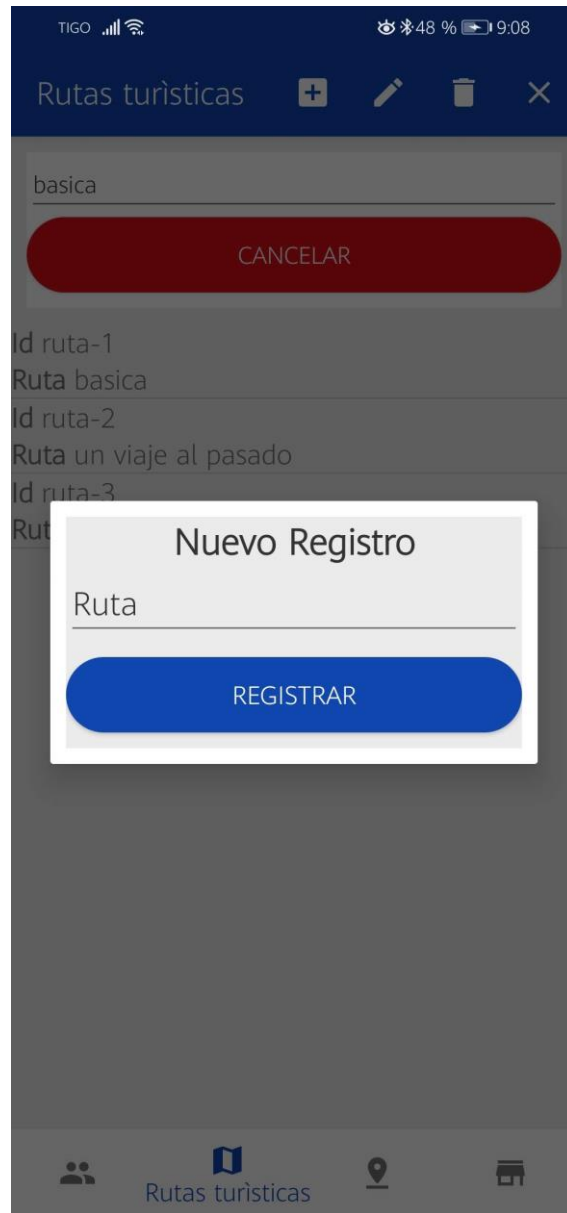 TIGO 48 % 9:08
Rutas turìsticas
basica
CANCELAR
Id ruta-1
Ruta basica
Id ruta-2
Ruta un viaje al pasado
Id ruta-3
Rut
Nuevo Registro
Ruta
REGISTRAR
Rutas turìsticas